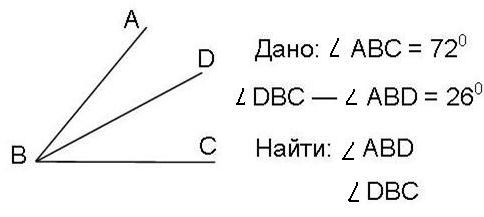 A
D
B
C
Дано: ∠ ABC = 72⁰
∠ DBC — ∠ ABD = 26⁰
Найти: ∠ ABD
∠ DBC